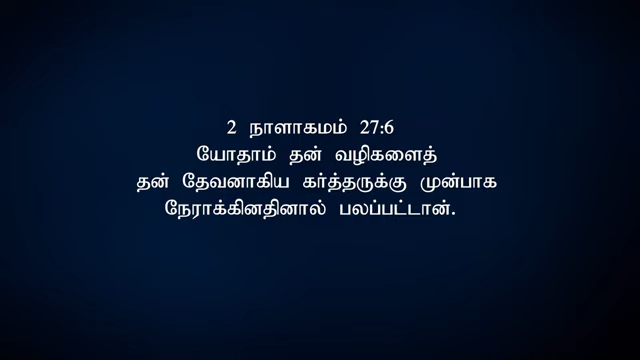 2 நாளாகமம் 27:6
யோதாம் தன் வழிகளைத்
தன் தேவனாகிய கர்த்தருக்கு முன்பாக
நேராக்கினதினால் பலப்பட்டான்.